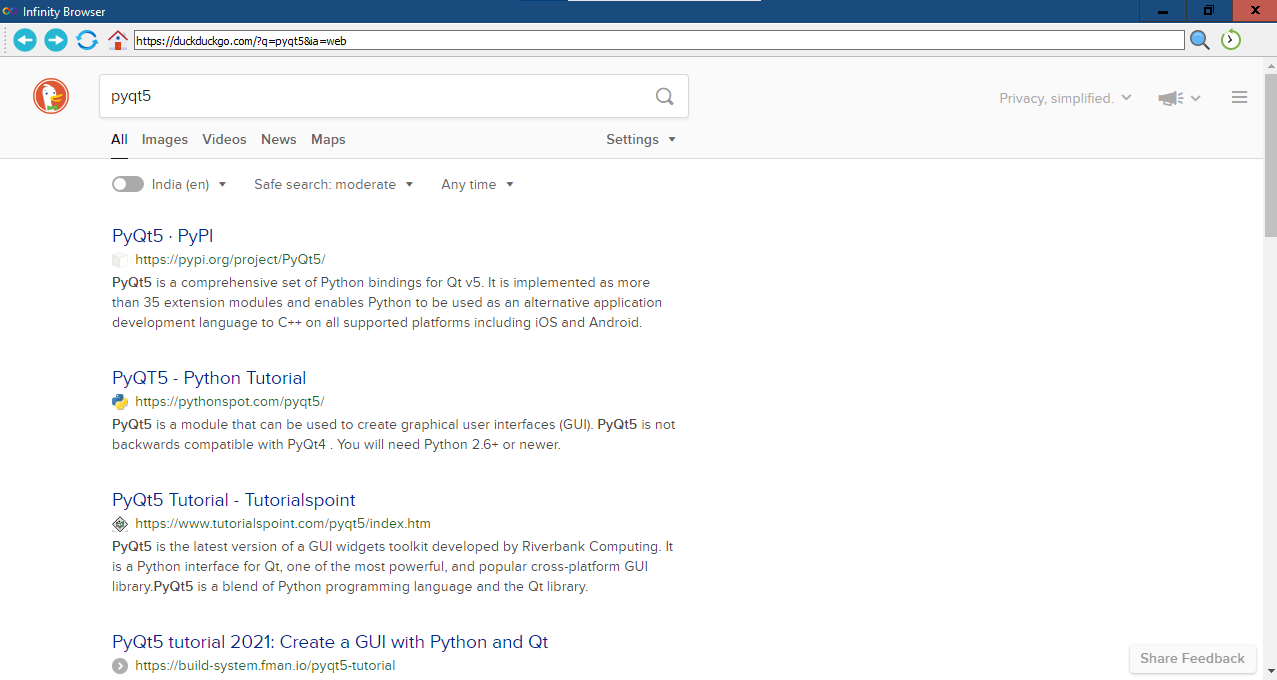 Infinity Browser
https://duckduckgo.com/?q=pyqt5&ia=web
pyqt5
Privacy, simplified.
All Images Videos News Maps Settings
India (en) Safe search: moderate Any time
PyQt5 · PyPI
https://pypi.org/project/PyQt5/
PyQt5 is a comprehensive set of Python bindings for Qt v5. It is implemented as more
than 35 extension modules and enables Python to be used as an alternative application
development language to C++ on all supported platforms including iOS and Android.
PyQT5 - Python Tutorial
https://pythonspot.com/pyqt5/
PyQt5 is a module that can be used to create graphical user interfaces (GUI). PyQt5 is not
backwards compatible with PyQt4 . You will need Python 2.6+ or newer.
PyQt5 Tutorial - Tutorialspoint
https://www.tutorialspoint.com/pyqt5/index.htm
PyQt5 is the latest version of a GUI widgets toolkit developed by Riverbank Computing. It
is a Python interface for Qt, one of the most powerful, and popular cross-platform GUI
library.PyQt5 is a blend of Python programming language and the Qt library.
PyQt5 tutorial 2021: Create a GUI with Python and Qt
https://build-system.fman.io/pyqt5-tutorial
Share Feedback